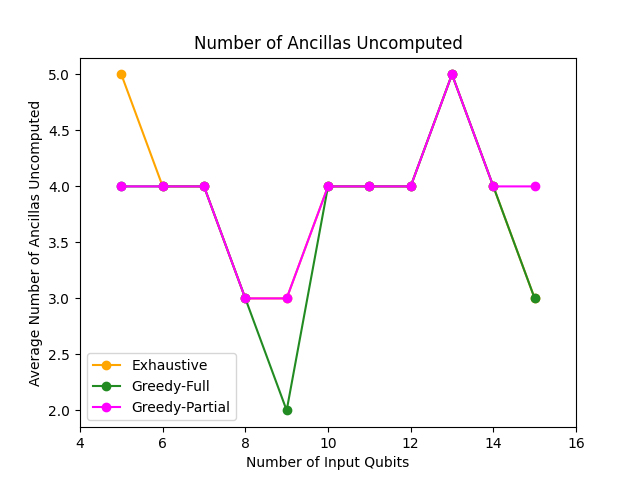 Number of Ancillas Uncomputed
Average Number of Ancillas Uncomputed
5.0
4.5
4.0
3.5
3.0
2.5
2.0
Exhaustive
Greedy-Full
Greedy-Partial
4 6 8 10 12 14 16
Number of Input Qubits